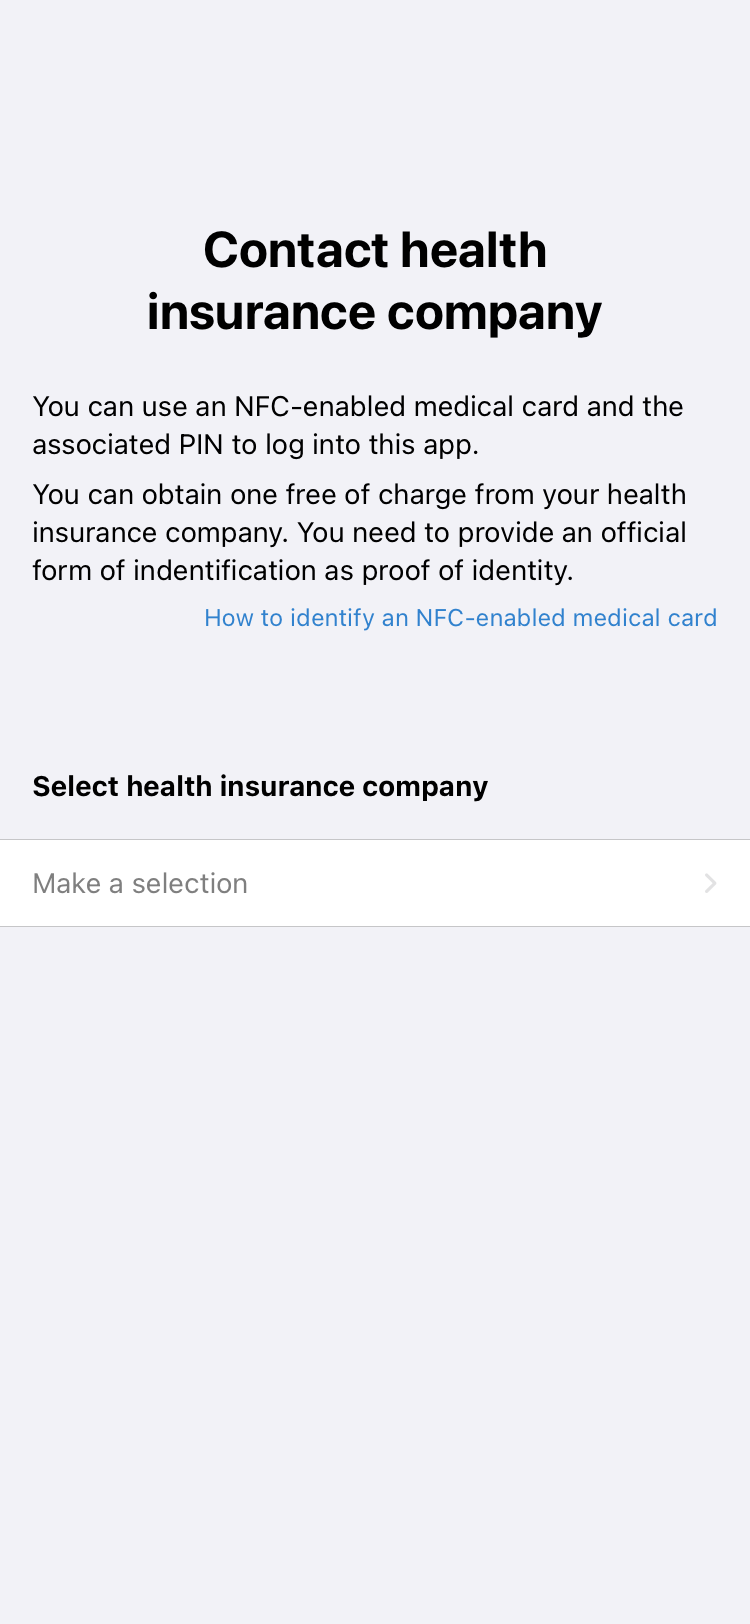 Contact health
insurance company
You can use an NFC-enabled medical card and the
associated PIN to log into this app.
You can obtain one free of charge from your health
insurance company. You need to provide an official
form of indentification as proof of identity.
How to identify an NFC-enabled medical card
Select health insurance company
Make a selection